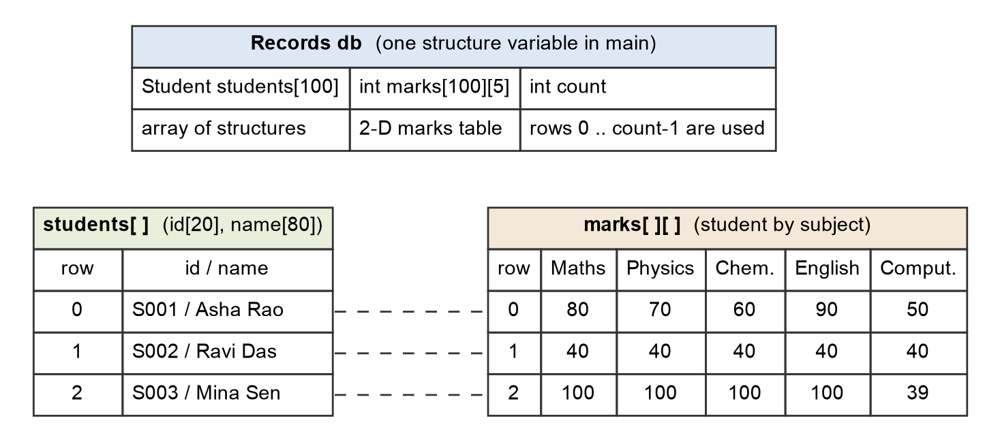 Records db (one structure variable in main)
Student students[100] int marks[100][5] int count
array of structures 2-D marks table rows 0 .. count-1 are used
students[ ] (id[20], name[80])
row id / name
0 S001 / Asha Rao
1 S002 / Ravi Das
2 S003 / Mina Sen
marks[ ][ ] (student by subject)
row Maths Physics Chem. English Comput.
0 80 70 60 90 50
1 40 40 40 40 40
2 100 100 100 100 39